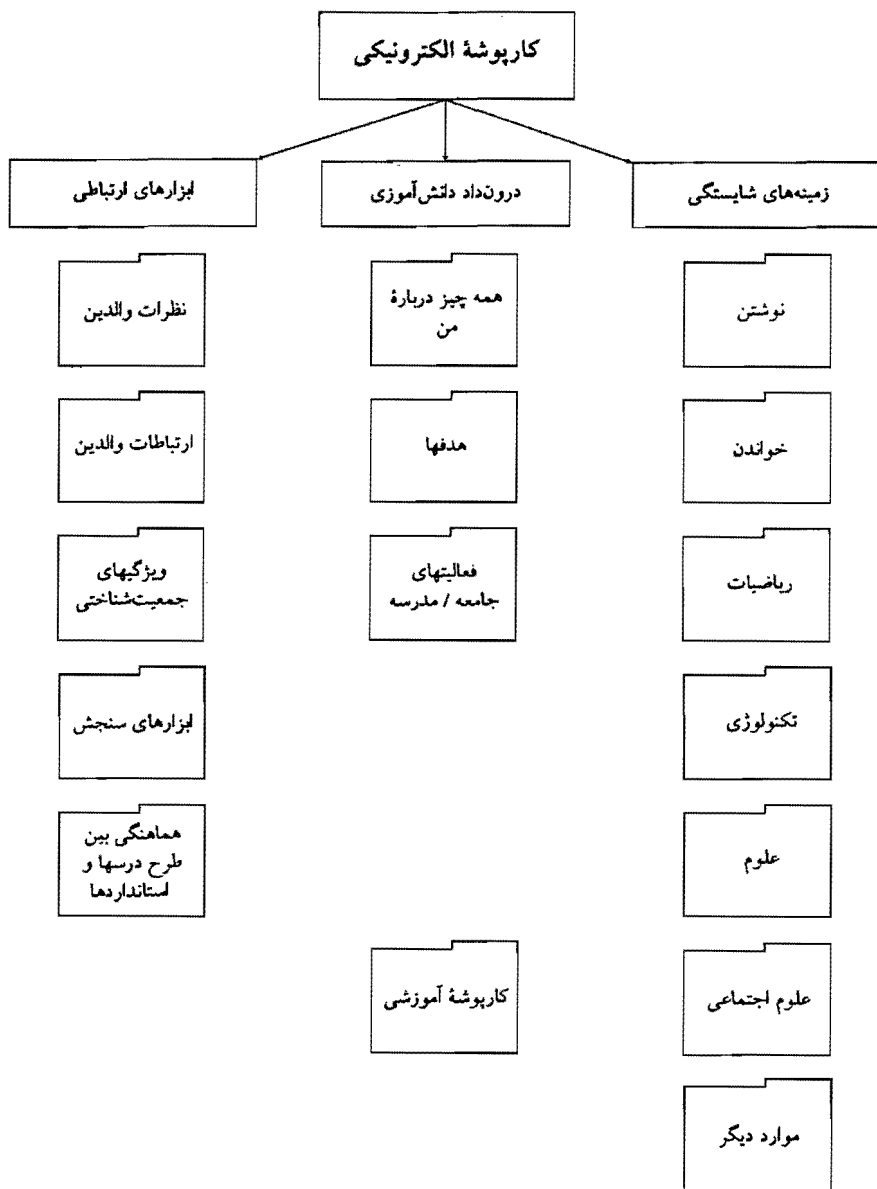 کارپوشهٔ الکترونیکی
زمینه‌های شایستگی
درون‌داد دانش‌آموزی
ابزارهای ارتباطی
نوشتن
همه چیز دربارهٔ
من
نظرات والدین
خواندن
هدفها
ارتباطات والدین
ریاضیات
فعالیتهای
جامعه / مدرسه
ویژگیهای
جمعیت‌شناختی
تکنولوژی
ابزارهای سنجش
علوم
هماهنگی بین
طرح درسها و
استانداردها
علوم اجتماعی
کارپوشهٔ آموزشی
موارد دیگر